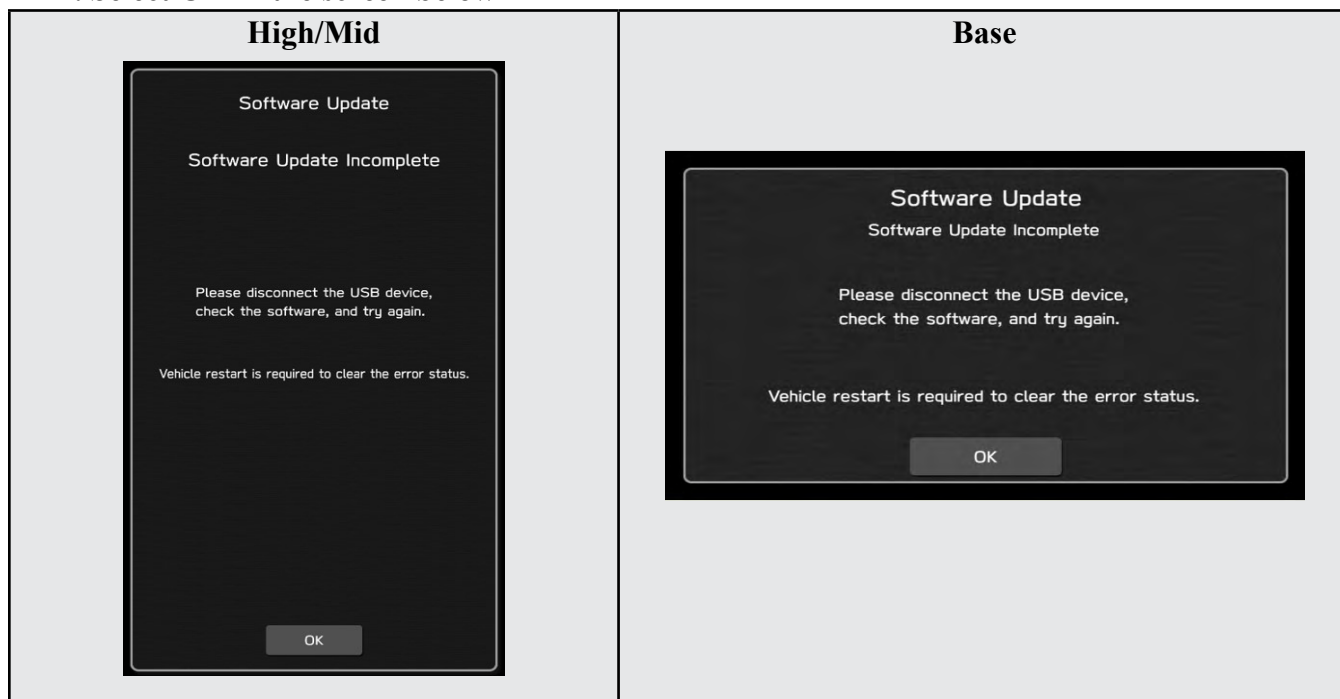 High/Mid
Base
Software Update
Software Update Incomplete
Please disconnect the USB device,
check the software, and try again.
Vehicle restart is required to clear the error status.
OK
Software Update
Software Update Incomplete
Please disconnect the USB device,
check the software, and try again.
Vehicle restart is required to clear the error status.
OK